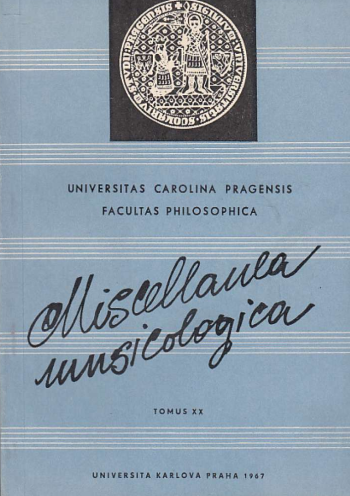 UNIVERSITAS CAROLINA PRAGENSIS
FACULTAS PHILOSOPHICA
Miscellanea
musicologica
TOMUS XX
UNIVERSITA KARLOVA PRAHA 1967